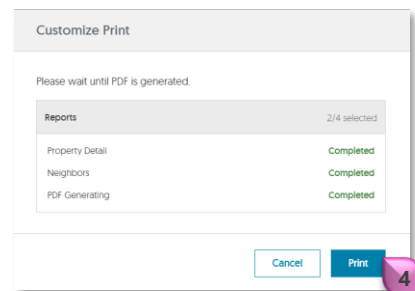 Customize Print
Please wait until PDF is generated.
Reports 2/4 selected
Property Detail Completed
Neighbors Completed
PDF Generating Completed
Cancel Print
4